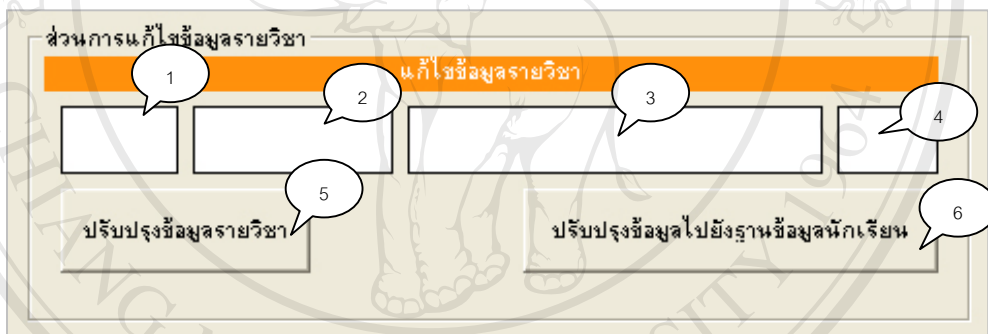 ส่วนการแก้ไขข้อมูลรายวิชา
แก้ไขข้อมูลรายวิชา
1
2
3
4
5
6
ปรับปรุงข้อมูลรายวิชา
ปรับปรุงข้อมูลไปยังฐานข้อมูลนักเรียน